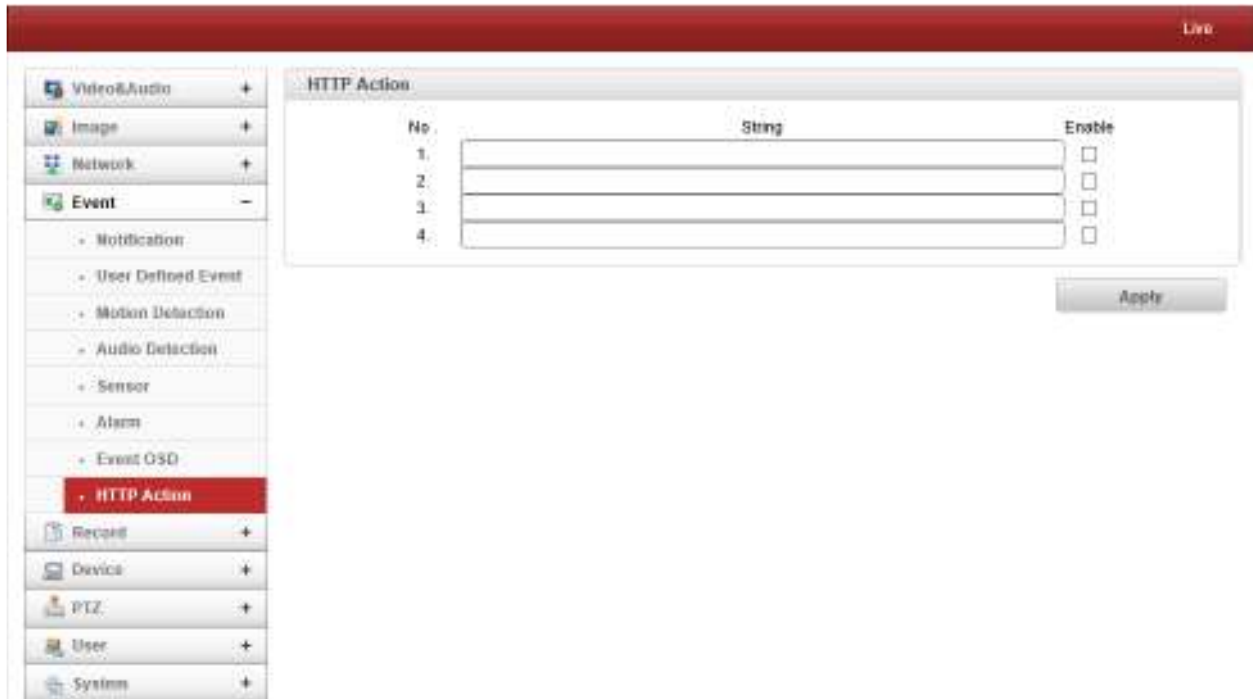 Live
Video&Audio +
Image +
Network +
Event −
Notification
User Defined Event
Motion Detection
Audio Detection
Sensor
Alarm
Event OSD
HTTP Action
Record +
Device +
PTZ +
User +
System +
HTTP Action
No . String Enable
1.
2.
3.
4.
Apply